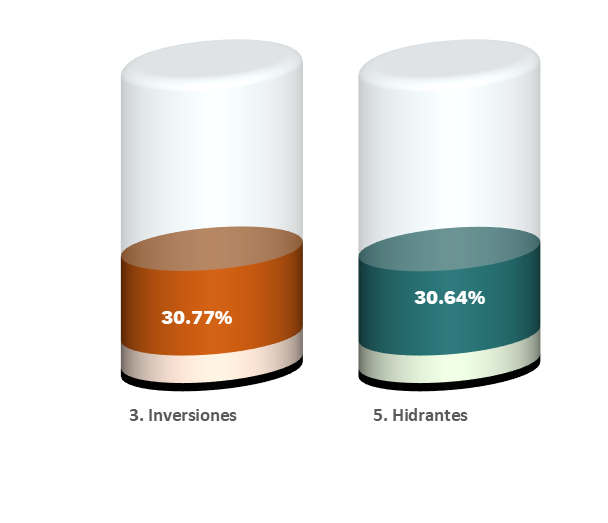 30.77%
30.64%
3. Inversiones
5. Hidrantes